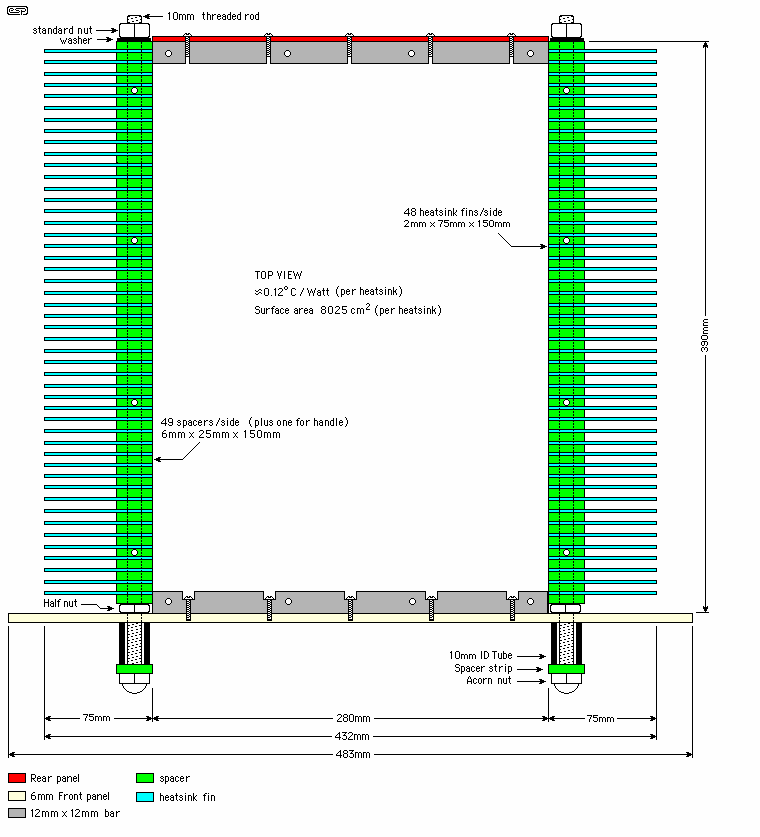 esp
10mm threaded rod
standard nut
washer
48 heatsink fins/side
2mm x 75mm x 150mm
TOP VIEW
≈0.12° C / Watt (per heatsink)
Surface area 8025 cm2 (per heatsink)
390mm
49 spacers/side (plus one for handle)
6mm x 25mm x 150mm
Half nut
10mm ID Tube
Spacer strip
Acorn nut
75mm
280mm
75mm
432mm
483mm
Rear panel
spacer
6mm Front panel
heatsink fin
12mm x 12mm bar